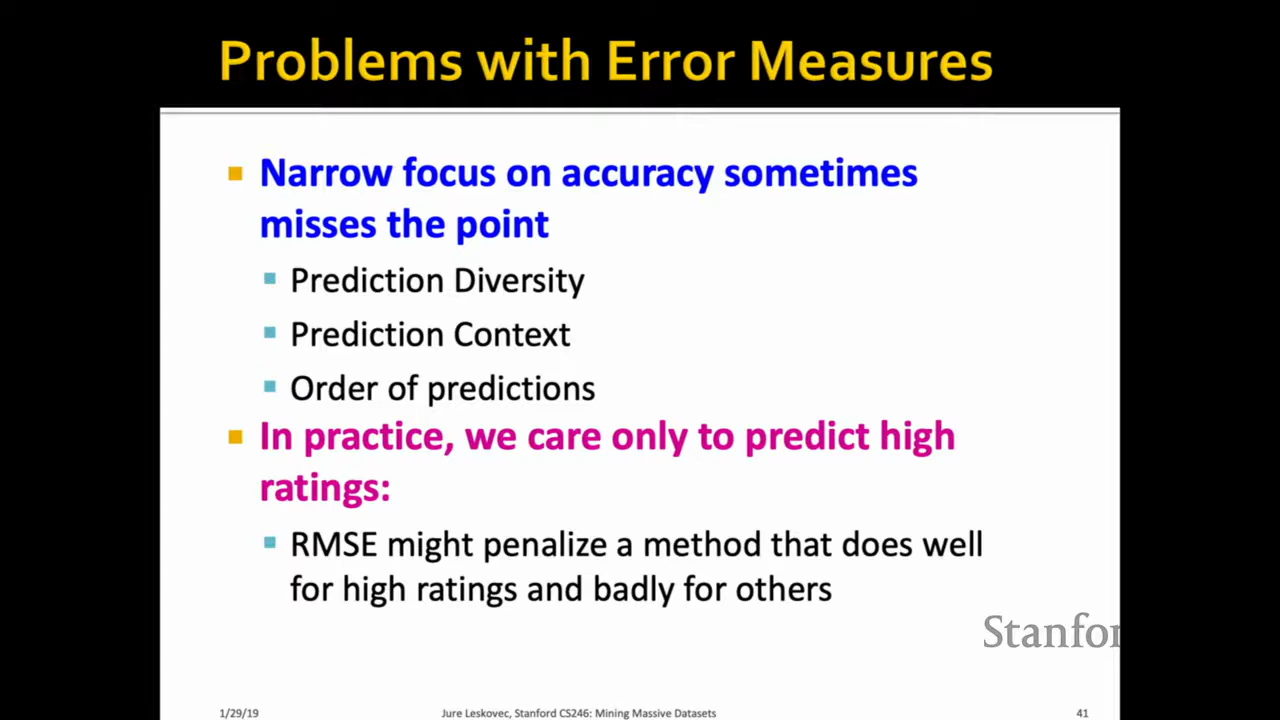 Problems with Error Measures
Narrow focus on accuracy sometimes
misses the point
Prediction Diversity
Prediction Context
Order of predictions
In practice, we care only to predict high
ratings:
RMSE might penalize a method that does well
for high ratings and badly for others
Stanfor
1/29/19 Jure Leskovec, Stanford CS246: Mining Massive Datasets 41